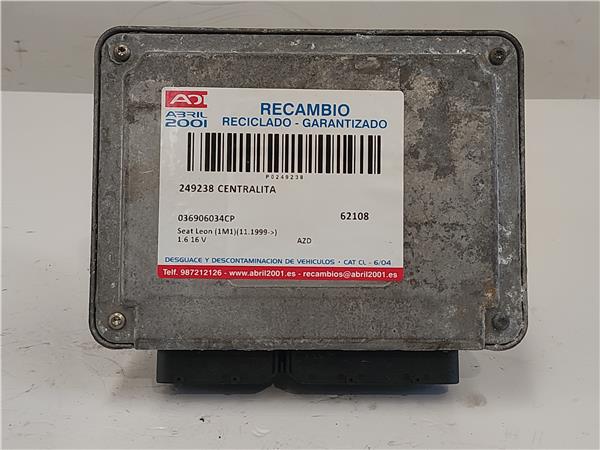 ADI
ABRIL
2001
RECAMBIO
RECICLADO - GARANTIZADO
P0249238
249238 CENTRALITA
036906034CP 62108
Seat Leon (1M1)(11.1999->)
1.6 16 V AZD
DESGUACE Y DESCONTAMINACION DE VEHICULOS · CAT CL - 6/04
Telf. 987212126 - www.abril2001.es - recambios@abril2001.es